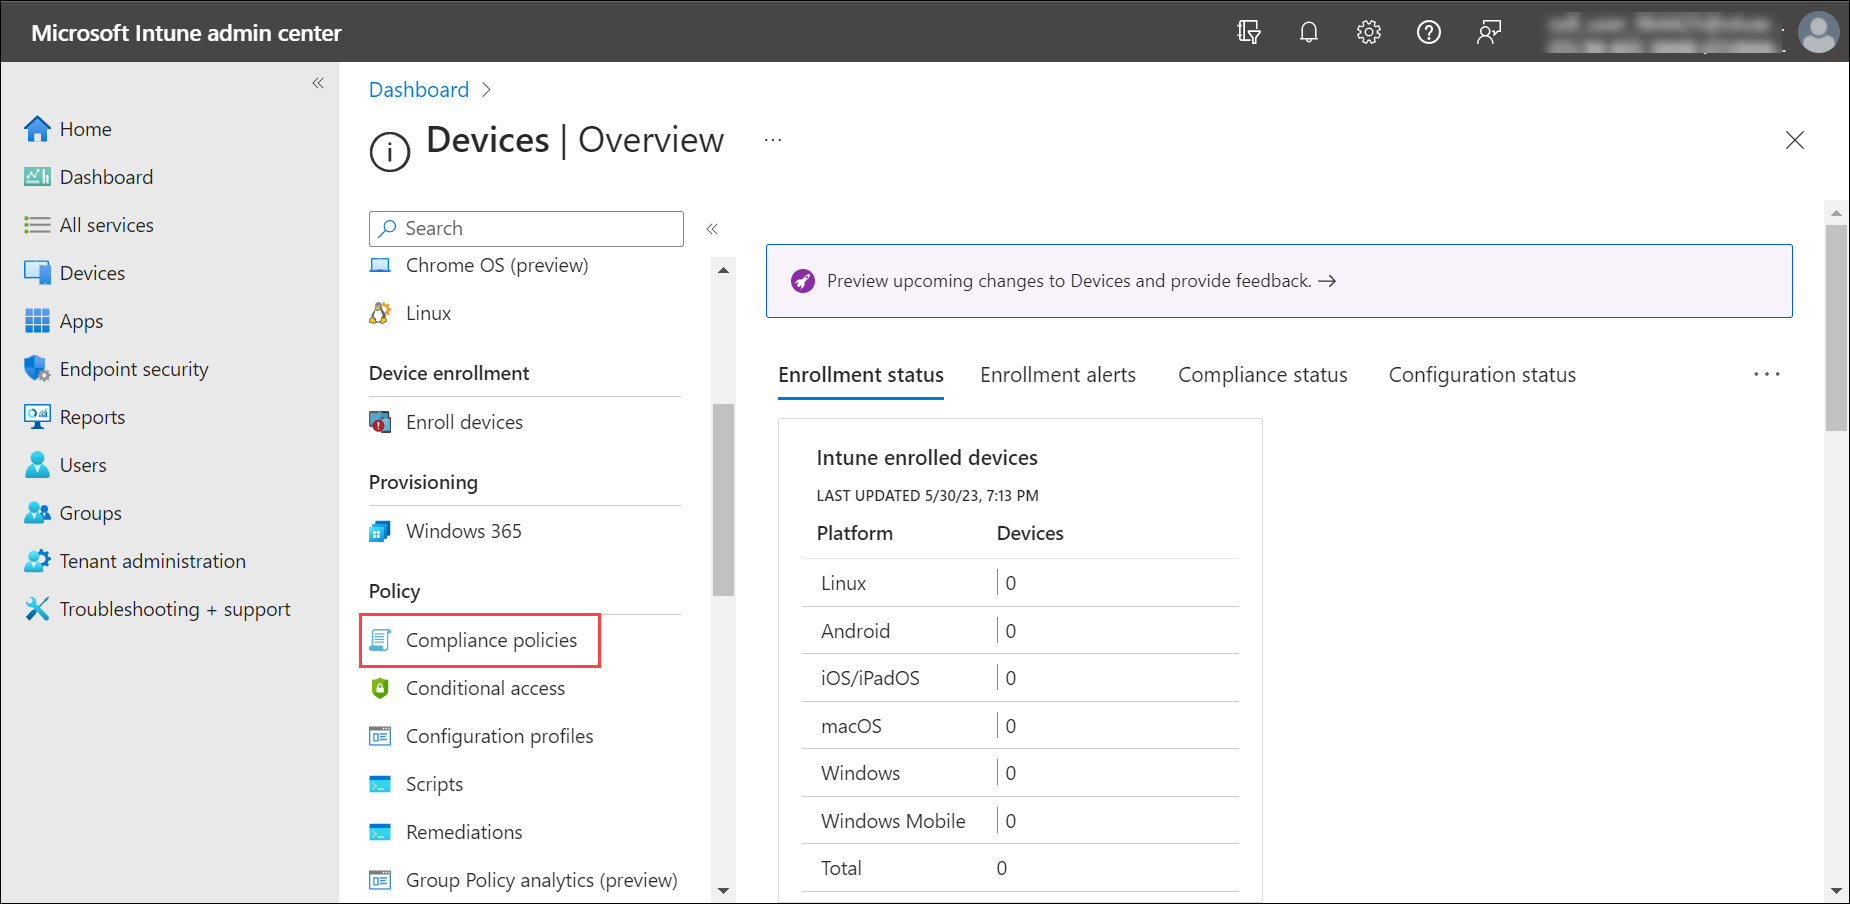 Microsoft Intune admin center
Home
Dashboard
All services
Devices
Apps
Endpoint security
Reports
Users
Groups
Tenant administration
Troubleshooting + support
Dashboard
Devices | Overview
Search
Chrome OS (preview)
Linux
Device enrollment
Enroll devices
Provisioning
Windows 365
Policy
Compliance policies
Conditional access
Configuration profiles
Scripts
Remediations
Group Policy analytics (preview)
Preview upcoming changes to Devices and provide feedback. →
Enrollment status Enrollment alerts Compliance status Configuration status
Intune enrolled devices
LAST UPDATED 5/30/23, 7:13 PM
Platform Devices
Linux 0
Android 0
iOS/iPadOS 0
macOS 0
Windows 0
Windows Mobile 0
Total 0